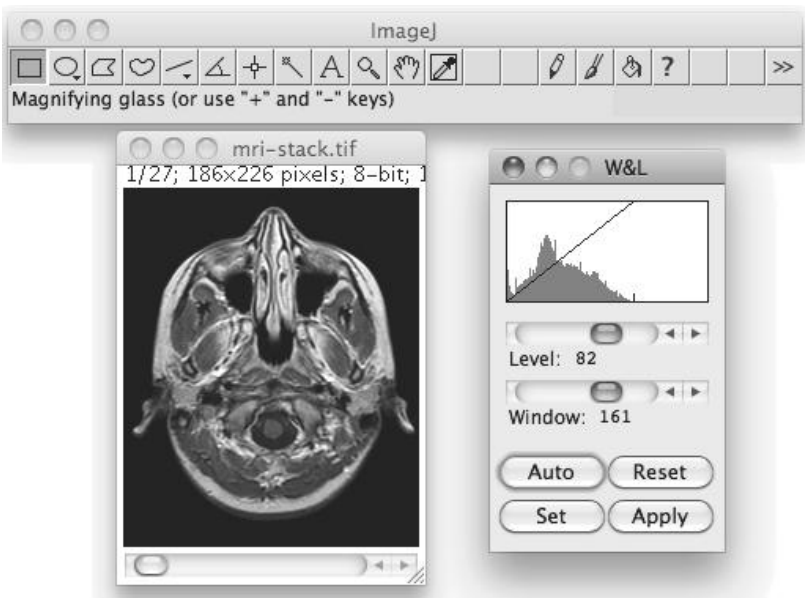 ImageJ
A ?
>>
Magnifying glass (or use "+" and "-" keys)
mri-stack.tif
1/27; 186x226 pixels; 8-bit; 1
W&L
Level: 82
Window: 161
Auto Reset
Set Apply